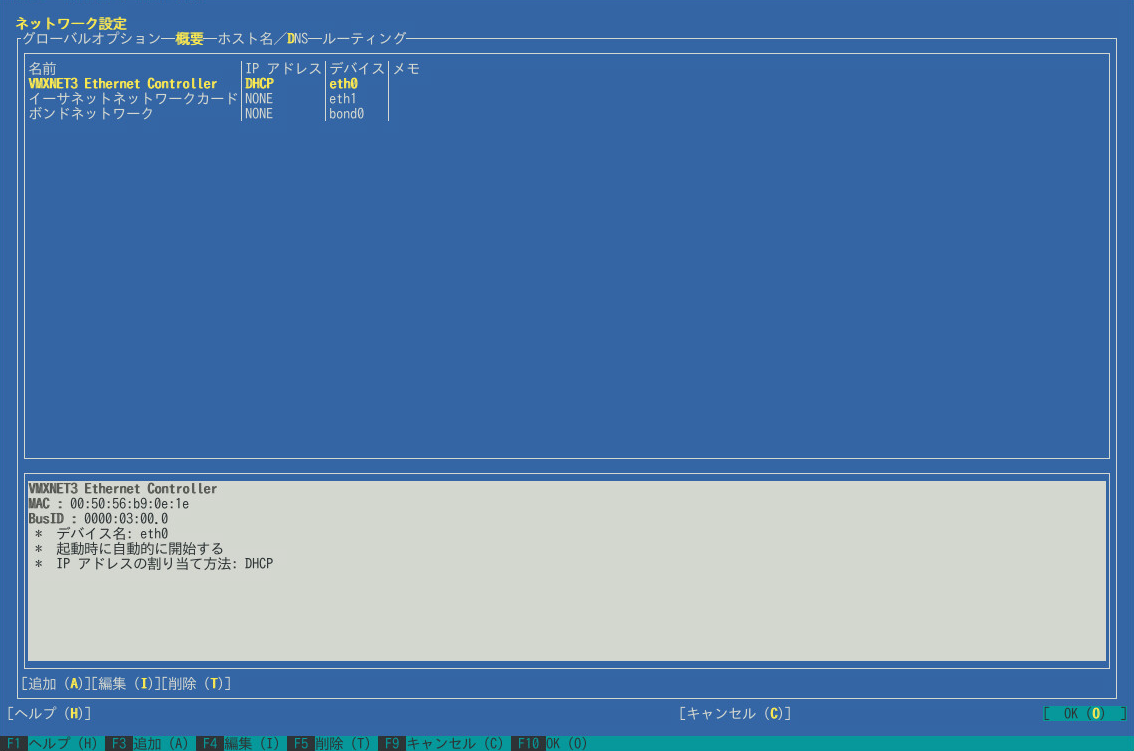 ネットワーク設定
グローバルオプション─概要─ホスト名／DNS─ルーティング
名前 IP アドレス デバイス メモ
VMXNET3 Ethernet Controller DHCP eth0
イーサネットネットワークカード NONE eth1
ボンドネットワーク NONE bond0
VMXNET3 Ethernet Controller
MAC : 00:50:56:b9:0e:1e
BusID : 0000:03:00.0
* デバイス名: eth0
* 起動時に自動的に開始する
* IP アドレスの割り当て方法: DHCP
[追加（A)][編集（I)][削除（T)]
[ヘルプ（H)] [キャンセル（C)] [ OK（O) ]
F1 ヘルプ（H) F3 追加（A) F4 編集（I) F5 削除（T) F9 キャンセル（C) F10 OK（O)